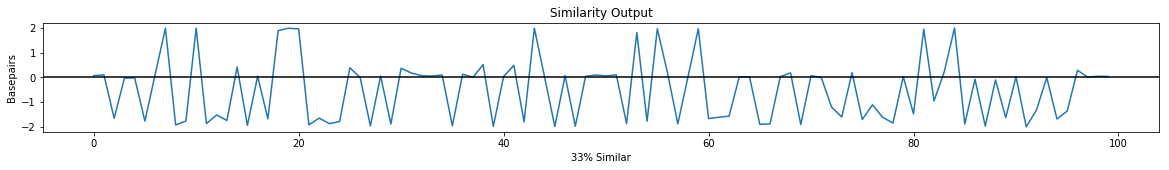 Similarity Output
Basepairs
2
1
0
−1
−2
0 20 40 60 80 100
33% Similar